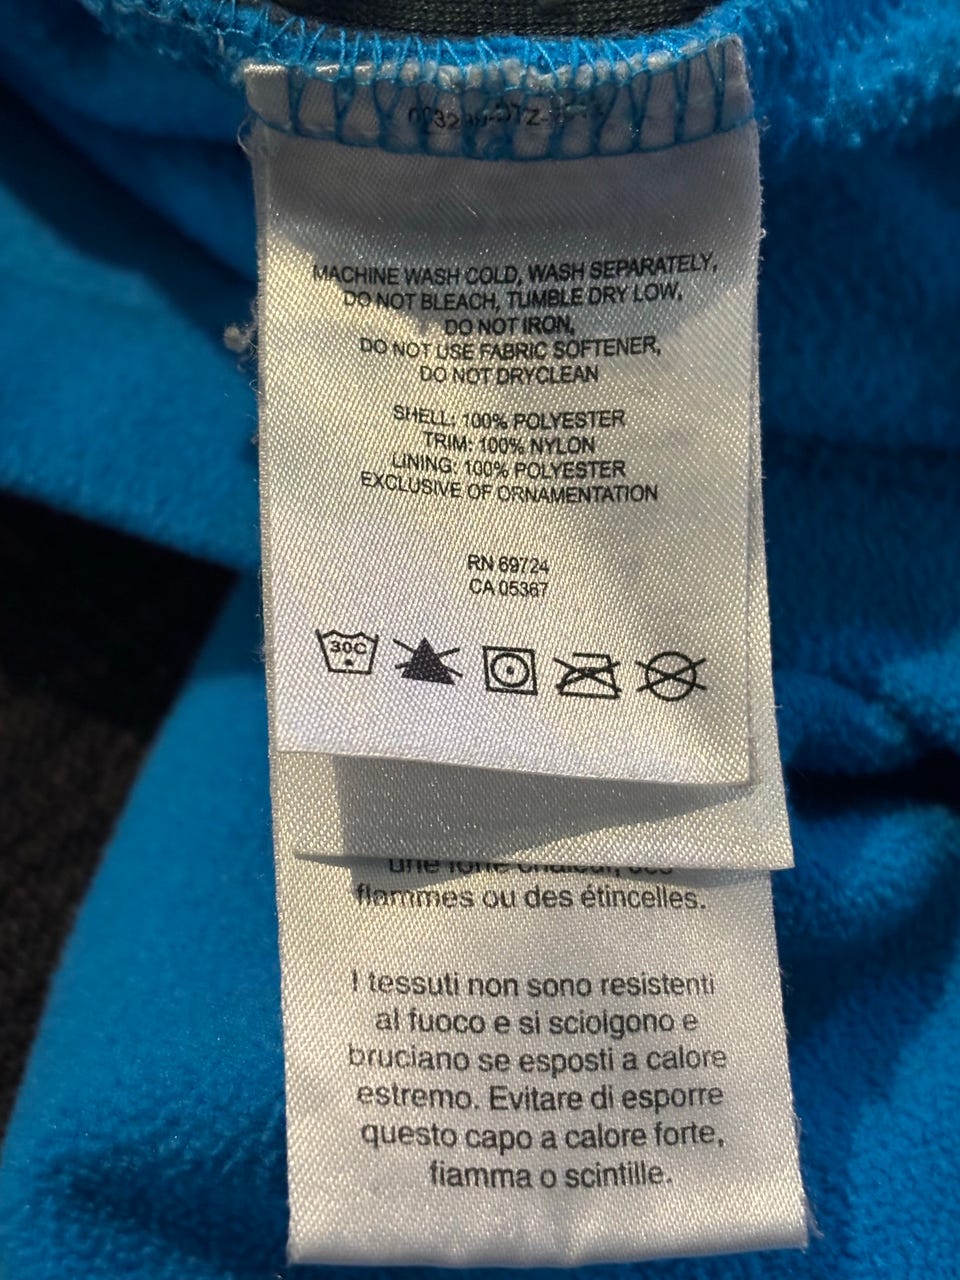 MACHINE WASH COLD, WASH SEPARATELY,
DO NOT BLEACH, TUMBLE DRY LOW,
DO NOT IRON,
DO NOT USE FABRIC SOFTENER,
DO NOT DRYCLEAN
SHELL: 100% POLYESTER
TRIM: 100% NYLON
LINING: 100% POLYESTER
EXCLUSIVE OF ORNAMENTATION
RN 69724
CA 05367
30C
flammes ou des étincelles.
I tessuti non sono resistenti
al fuoco e si sciolgono e
bruciano se esposti a calore
estremo. Evitare di esporre
questo capo a calore forte,
fiamma o scintille.